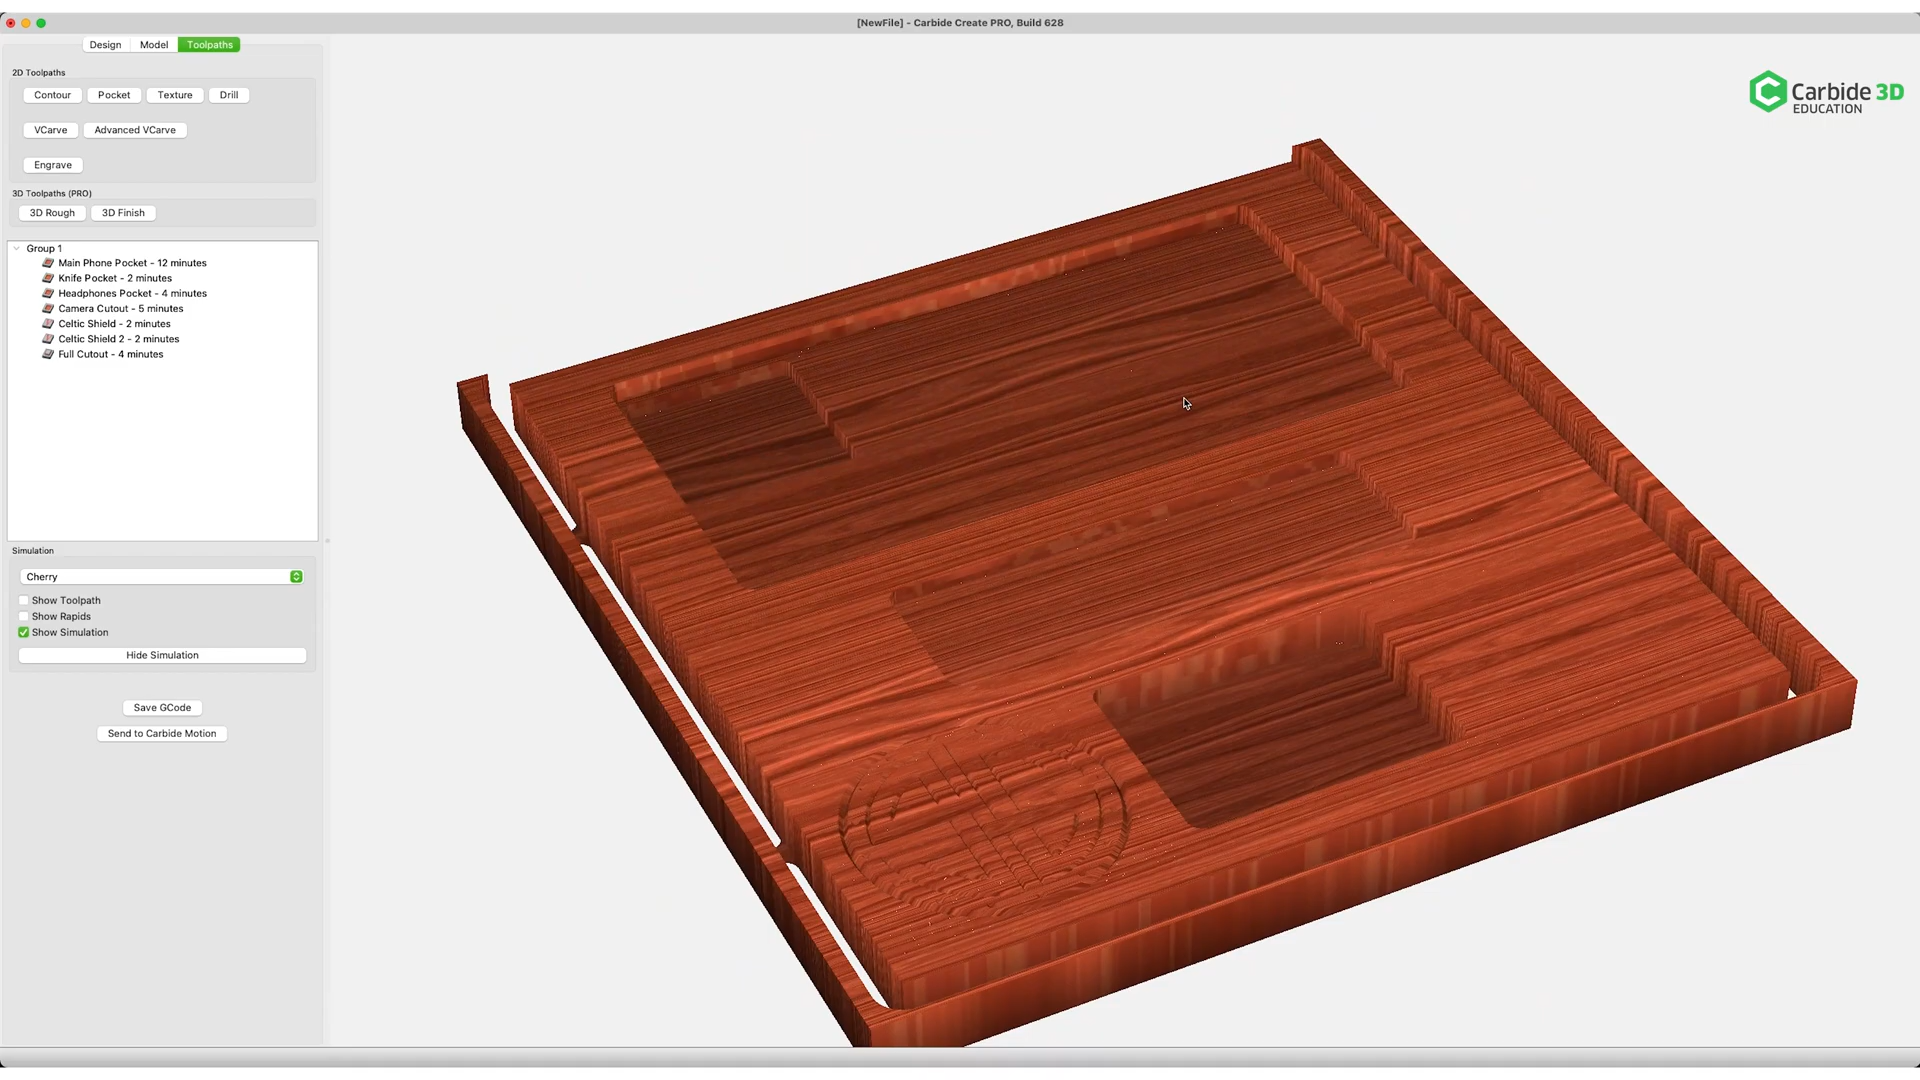 [NewFile] - Carbide Create PRO, Build 628
Design Model Toolpaths
2D Toolpaths
Contour Pocket Texture Drill
VCarve Advanced VCarve
Engrave
3D Toolpaths (PRO)
3D Rough 3D Finish
Group 1
Main Phone Pocket - 12 minutes
Knife Pocket - 2 minutes
Headphones Pocket - 4 minutes
Camera Cutout - 5 minutes
Celtic Shield - 2 minutes
Celtic Shield 2 - 2 minutes
Full Cutout - 4 minutes
Simulation
Cherry
Show Toolpath
Show Rapids
Show Simulation
Hide Simulation
Save GCode
Send to Carbide Motion
Carbide 3D
EDUCATION